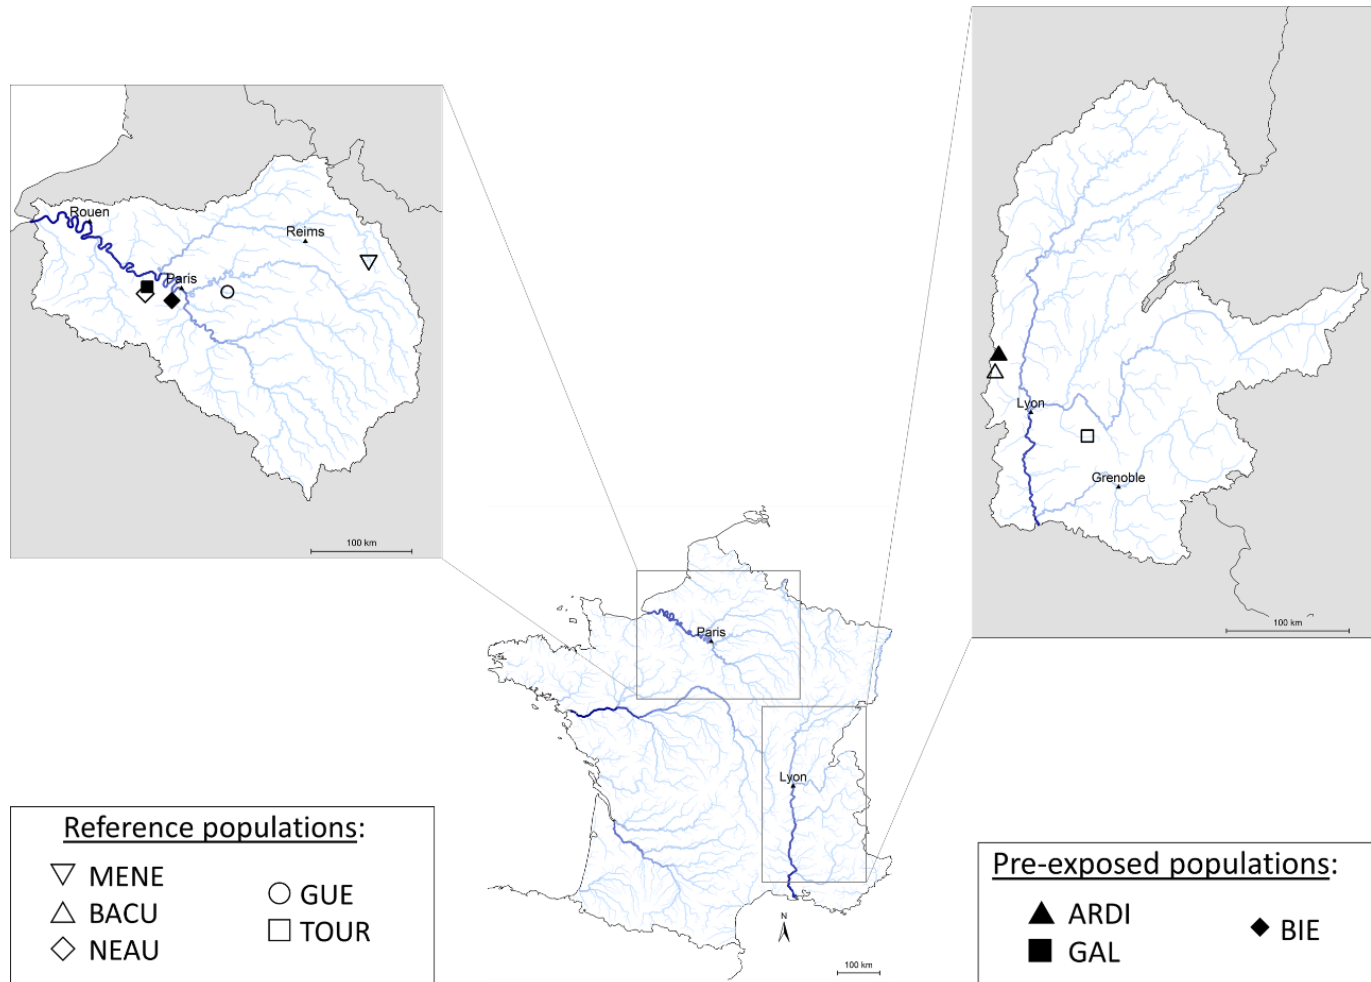 Rouen
Reims
Paris
100 km
Lyon
Grenoble
100 km
Paris
Lyon
N
100 km
Reference populations:
MENE
BACU
NEAU
GUE
TOUR
Pre-exposed populations:
ARDI
GAL
BIE